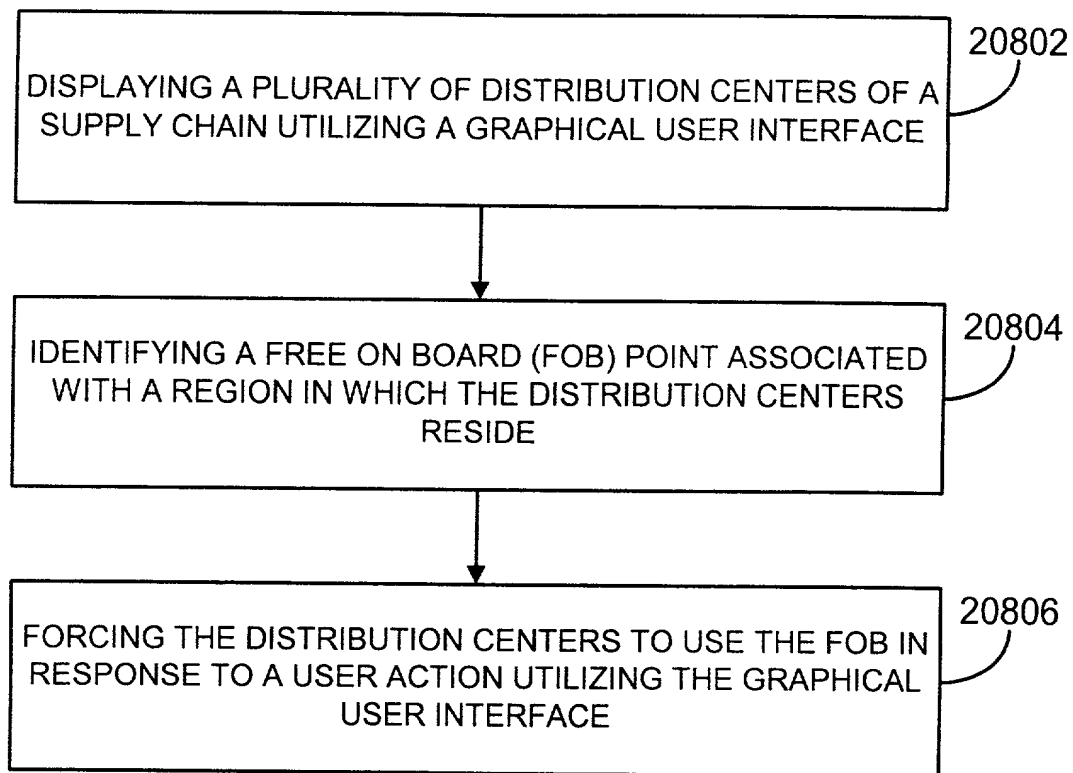 20802
DISPLAYING A PLURALITY OF DISTRIBUTION CENTERS OF A
SUPPLY CHAIN UTILIZING A GRAPHICAL USER INTERFACE
20804
IDENTIFYING A FREE ON BOARD (FOB) POINT ASSOCIATED
WITH A REGION IN WHICH THE DISTRIBUTION CENTERS
RESIDE
20806
FORCING THE DISTRIBUTION CENTERS TO USE THE FOB IN
RESPONSE TO A USER ACTION UTILIZING THE GRAPHICAL
USER INTERFACE